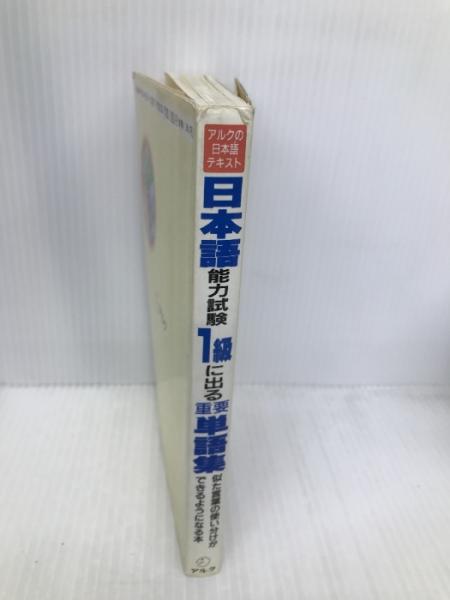 アルクの
日本語
テキスト
日本語能力試験1級に出る重要単語集
似た言葉の使い分けが
できるようになる本
アルク